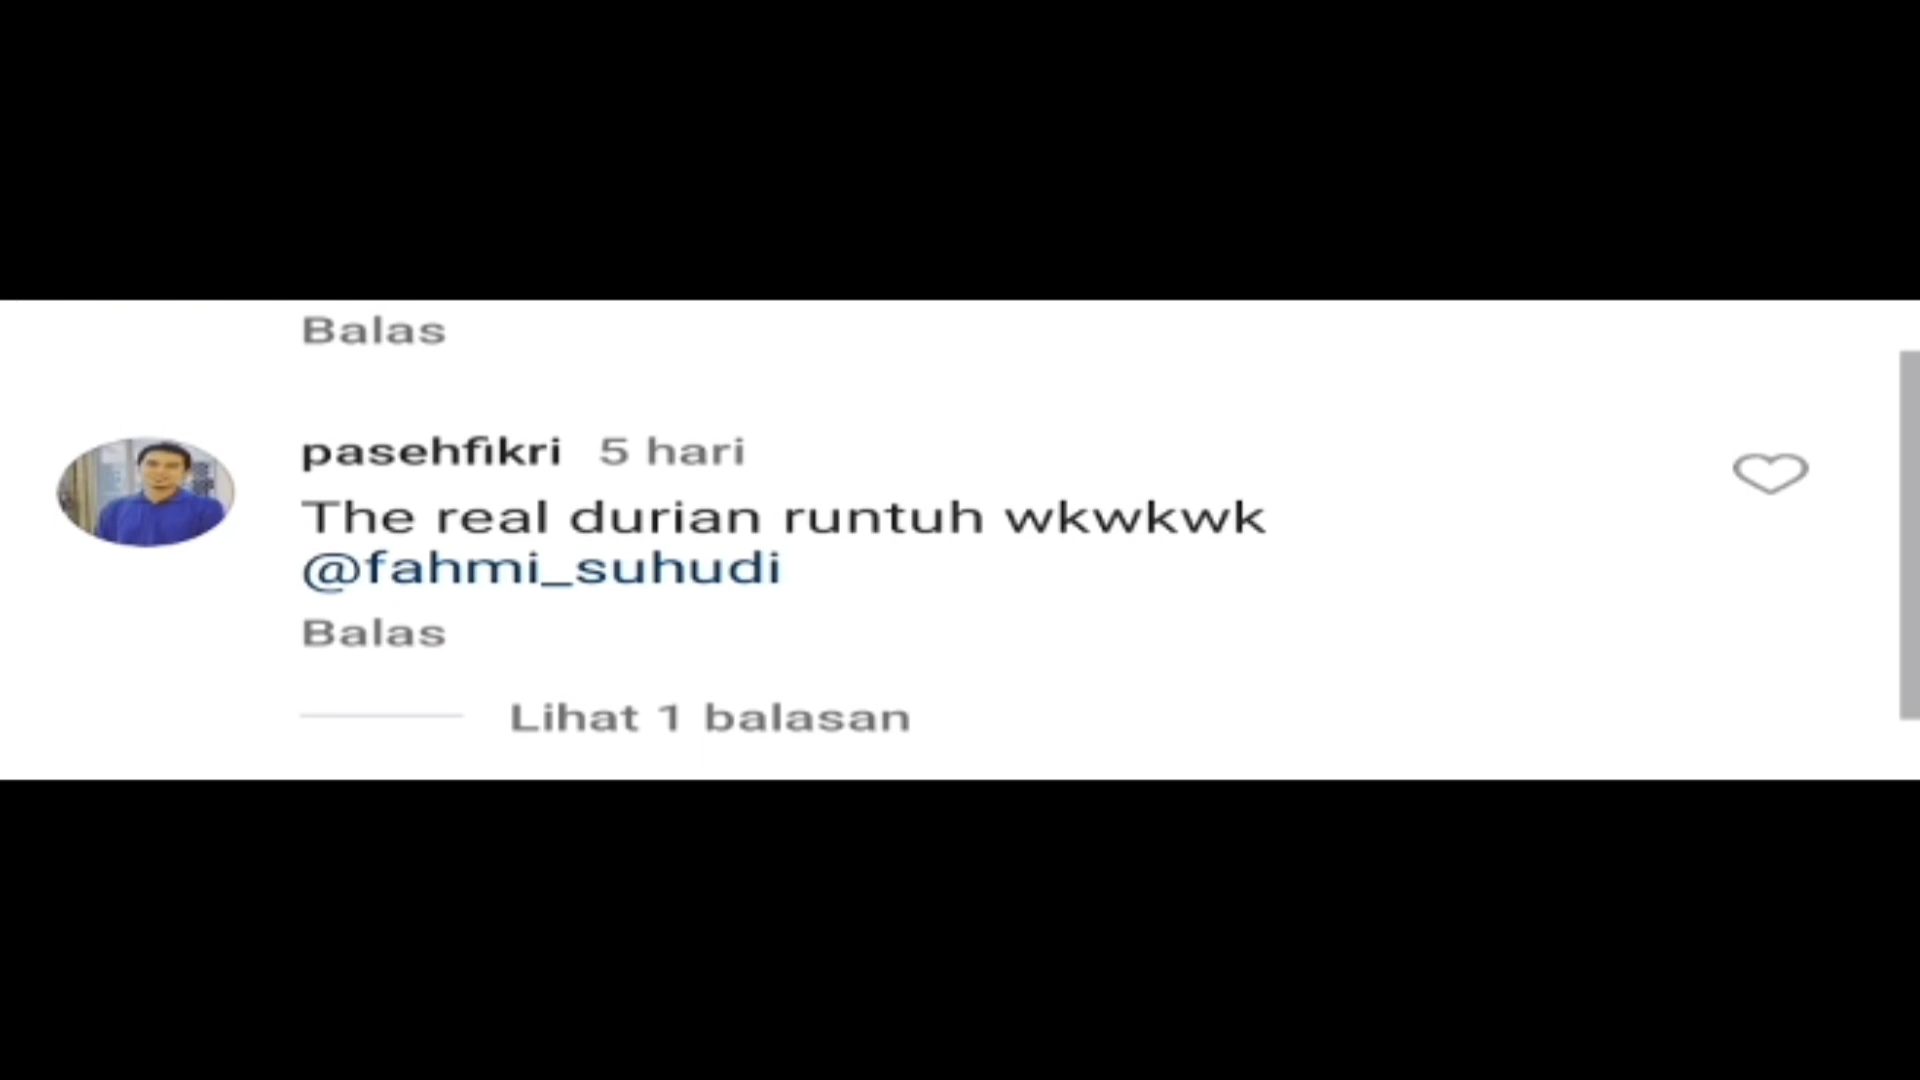 Balas
pasehfikri 5 hari
The real durian runtuh wkwkwk
@fahmi_suhudi
Balas
Lihat 1 balasan